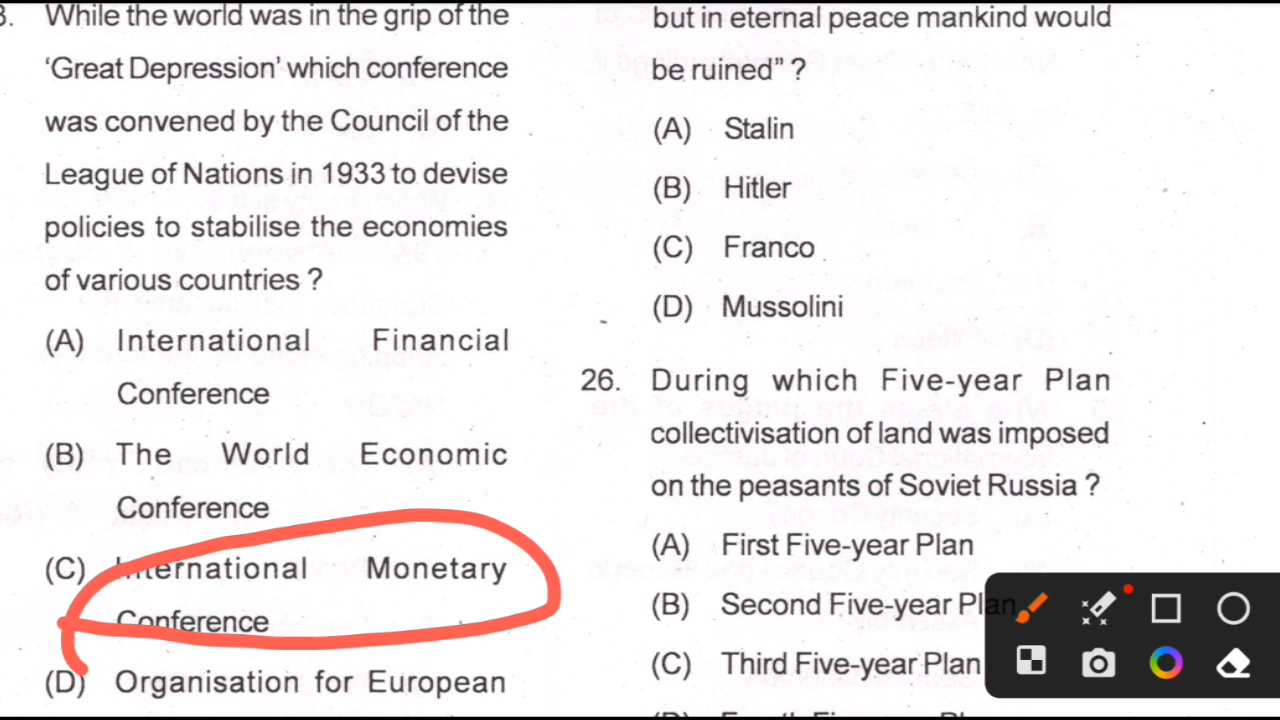 3. While the world was in the grip of the
'Great Depression' which conference
was convened by the Council of the
League of Nations in 1933 to devise
policies to stabilise the economies
of various countries ?
(A) International Financial
Conference
(B) The World Economic
Conference
(C) International Monetary
Conference
(D) Organisation for European
but in eternal peace mankind would
be ruined" ?
(A) Stalin
(B) Hitler
(C) Franco
(D) Mussolini
26. During which Five-year Plan
collectivisation of land was imposed
on the peasants of Soviet Russia ?
(A) First Five-year Plan
(B) Second Five-year Plan
(C) Third Five-year Plan